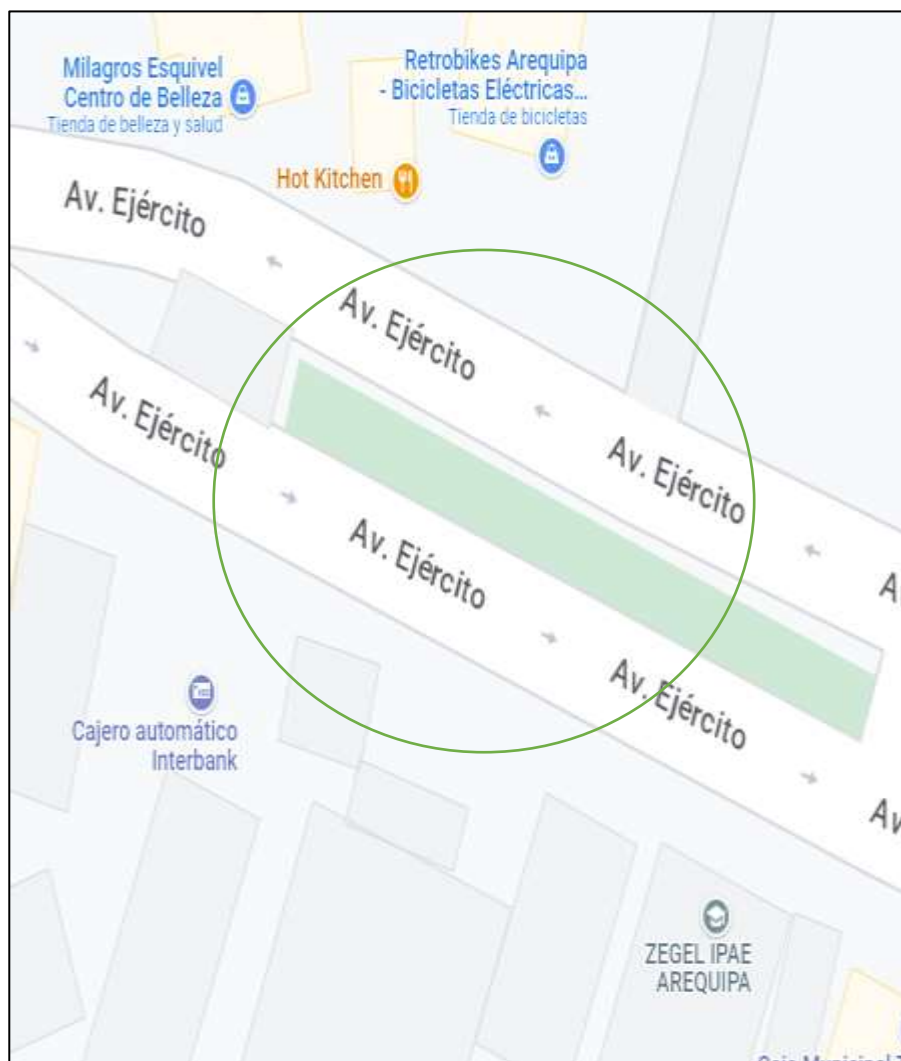 Milagros Esquivel
Centro de Belleza
Tienda de belleza y salud
Retrobikes Arequipa
- Bicicletas Eléctricas...
Tienda de bicicletas
Hot Kitchen
Av. Ejército
Av. Ejército
Av. Ejército
Av. Ejército
Av. Ejército
Av. Ejército
Av
Cajero automático
Interbank
ZEGEL IPAE
AREQUIPA